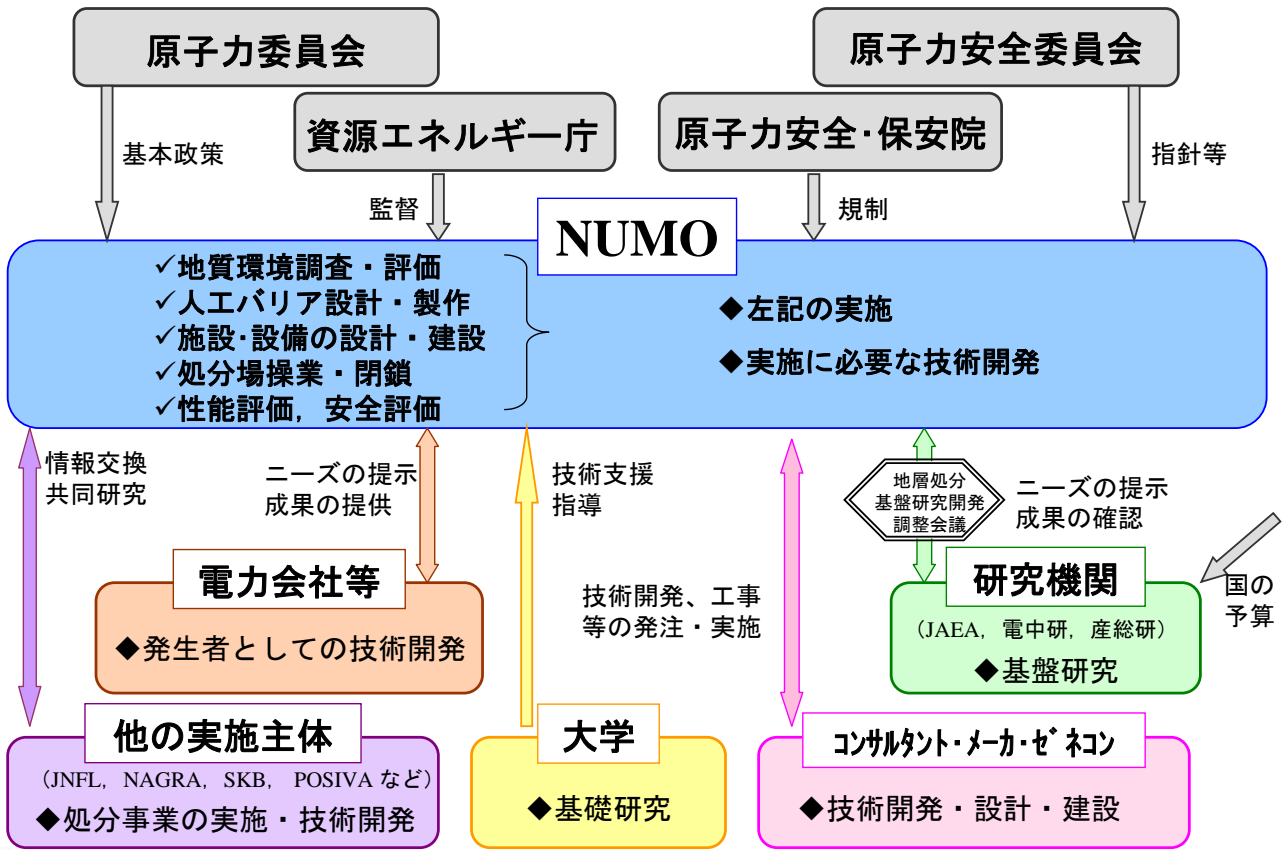 原子力委員会
原子力安全委員会
資源エネルギー庁
原子力安全・保安院
基本政策
指針等
監督
規制
NUMO
✓地質環境調査・評価
✓人工バリア設計・製作
✓施設・設備の設計・建設
✓処分場操業・閉鎖
✓性能評価，安全評価
◆左記の実施
◆実施に必要な技術開発
情報交換
共同研究
ニーズの提示
成果の提供
技術支援
指導
技術開発、工事
等の発注・実施
地層処分
基盤研究開発
調整会議
ニーズの提示
成果の確認
国の
予算
電力会社等
◆発生者としての技術開発
研究機関
（JAEA，電中研，産総研）
◆基盤研究
他の実施主体
（JNFL，NAGRA，SKB，POSIVA など）
◆処分事業の実施・技術開発
大学
◆基礎研究
コンサルタント・メーカ・ゼネコン
◆技術開発・設計・建設